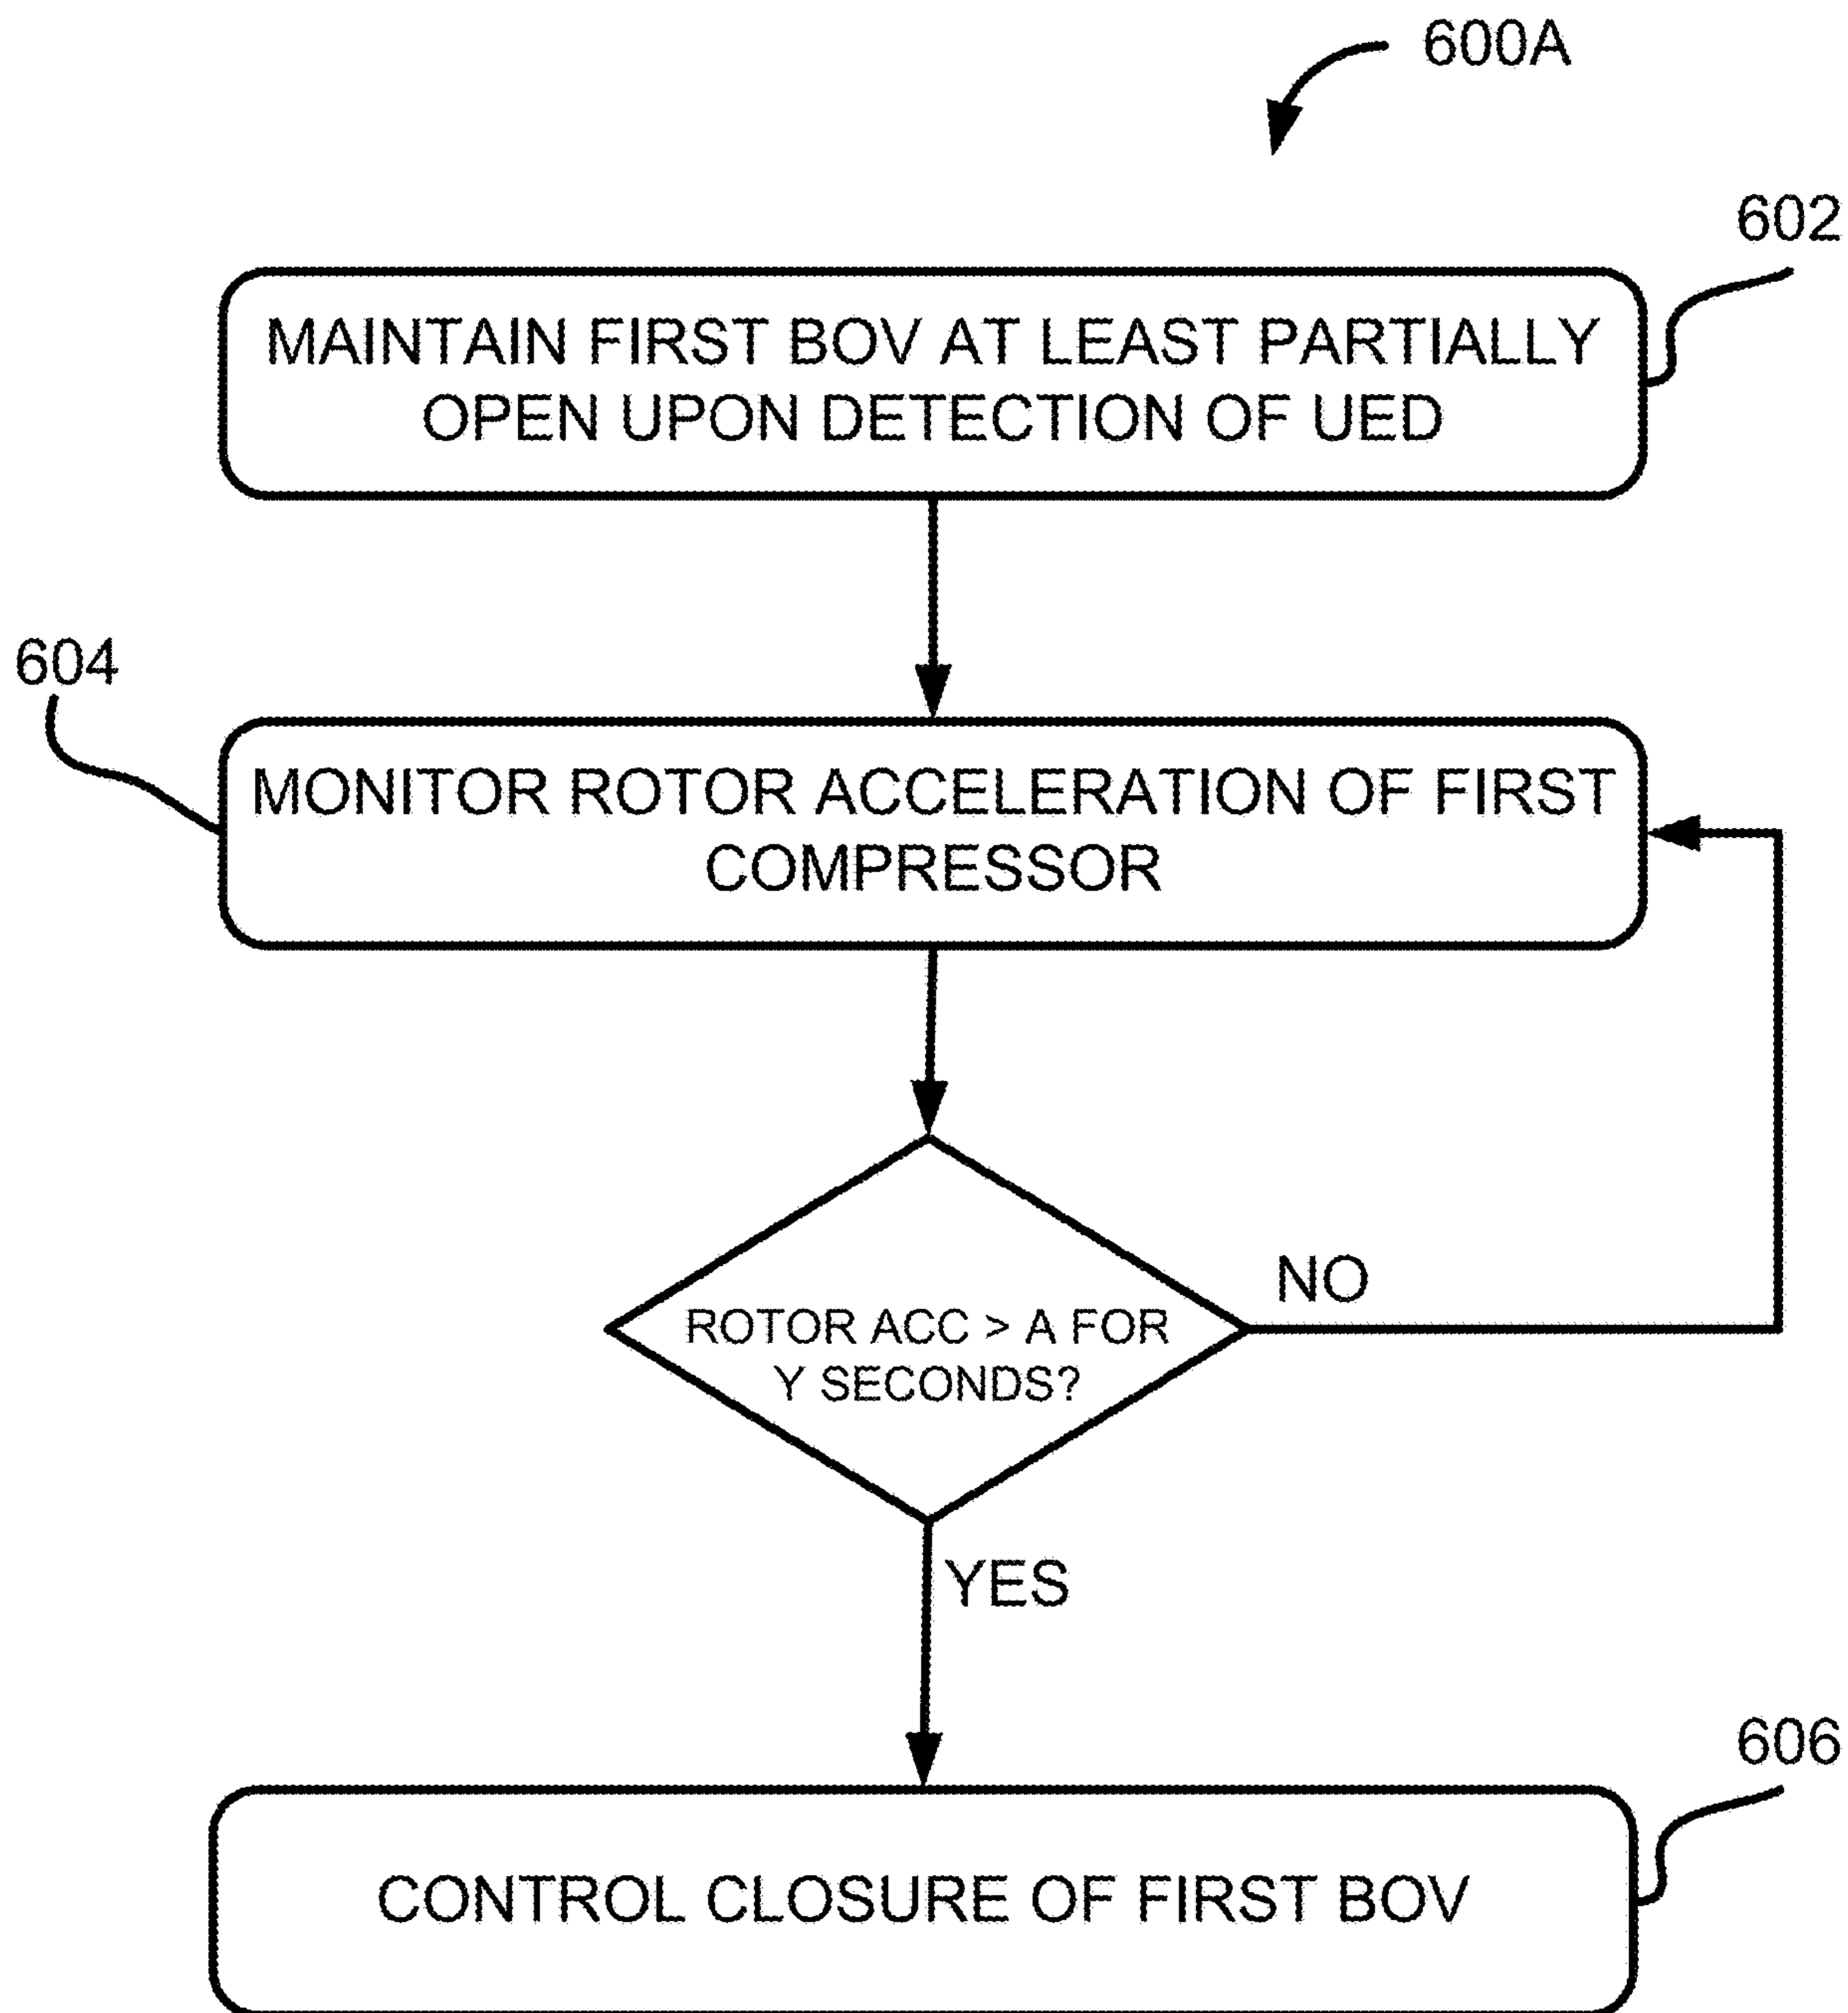 600A
602
MAINTAIN FIRST BOV AT LEAST PARTIALLY
OPEN UPON DETECTION OF UED
604
MONITOR ROTOR ACCELERATION OF FIRST
COMPRESSOR
NO
ROTOR ACC > A FOR
Y SECONDS?
YES
606
CONTROL CLOSURE OF FIRST BOV